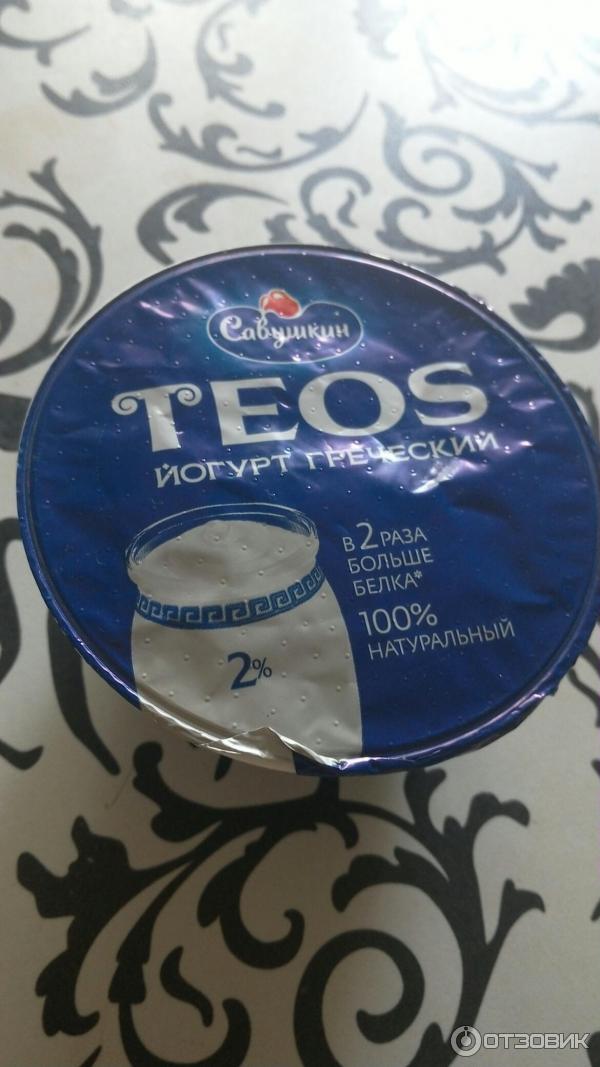 Савушкин
TEOS
ЙОГУРТ ГРЕЧЕСКИЙ
В 2 РАЗА
БОЛЬШЕ
БЕЛКА*
100%
НАТУРАЛЬНЫЙ
2%
ОТЗОВИК